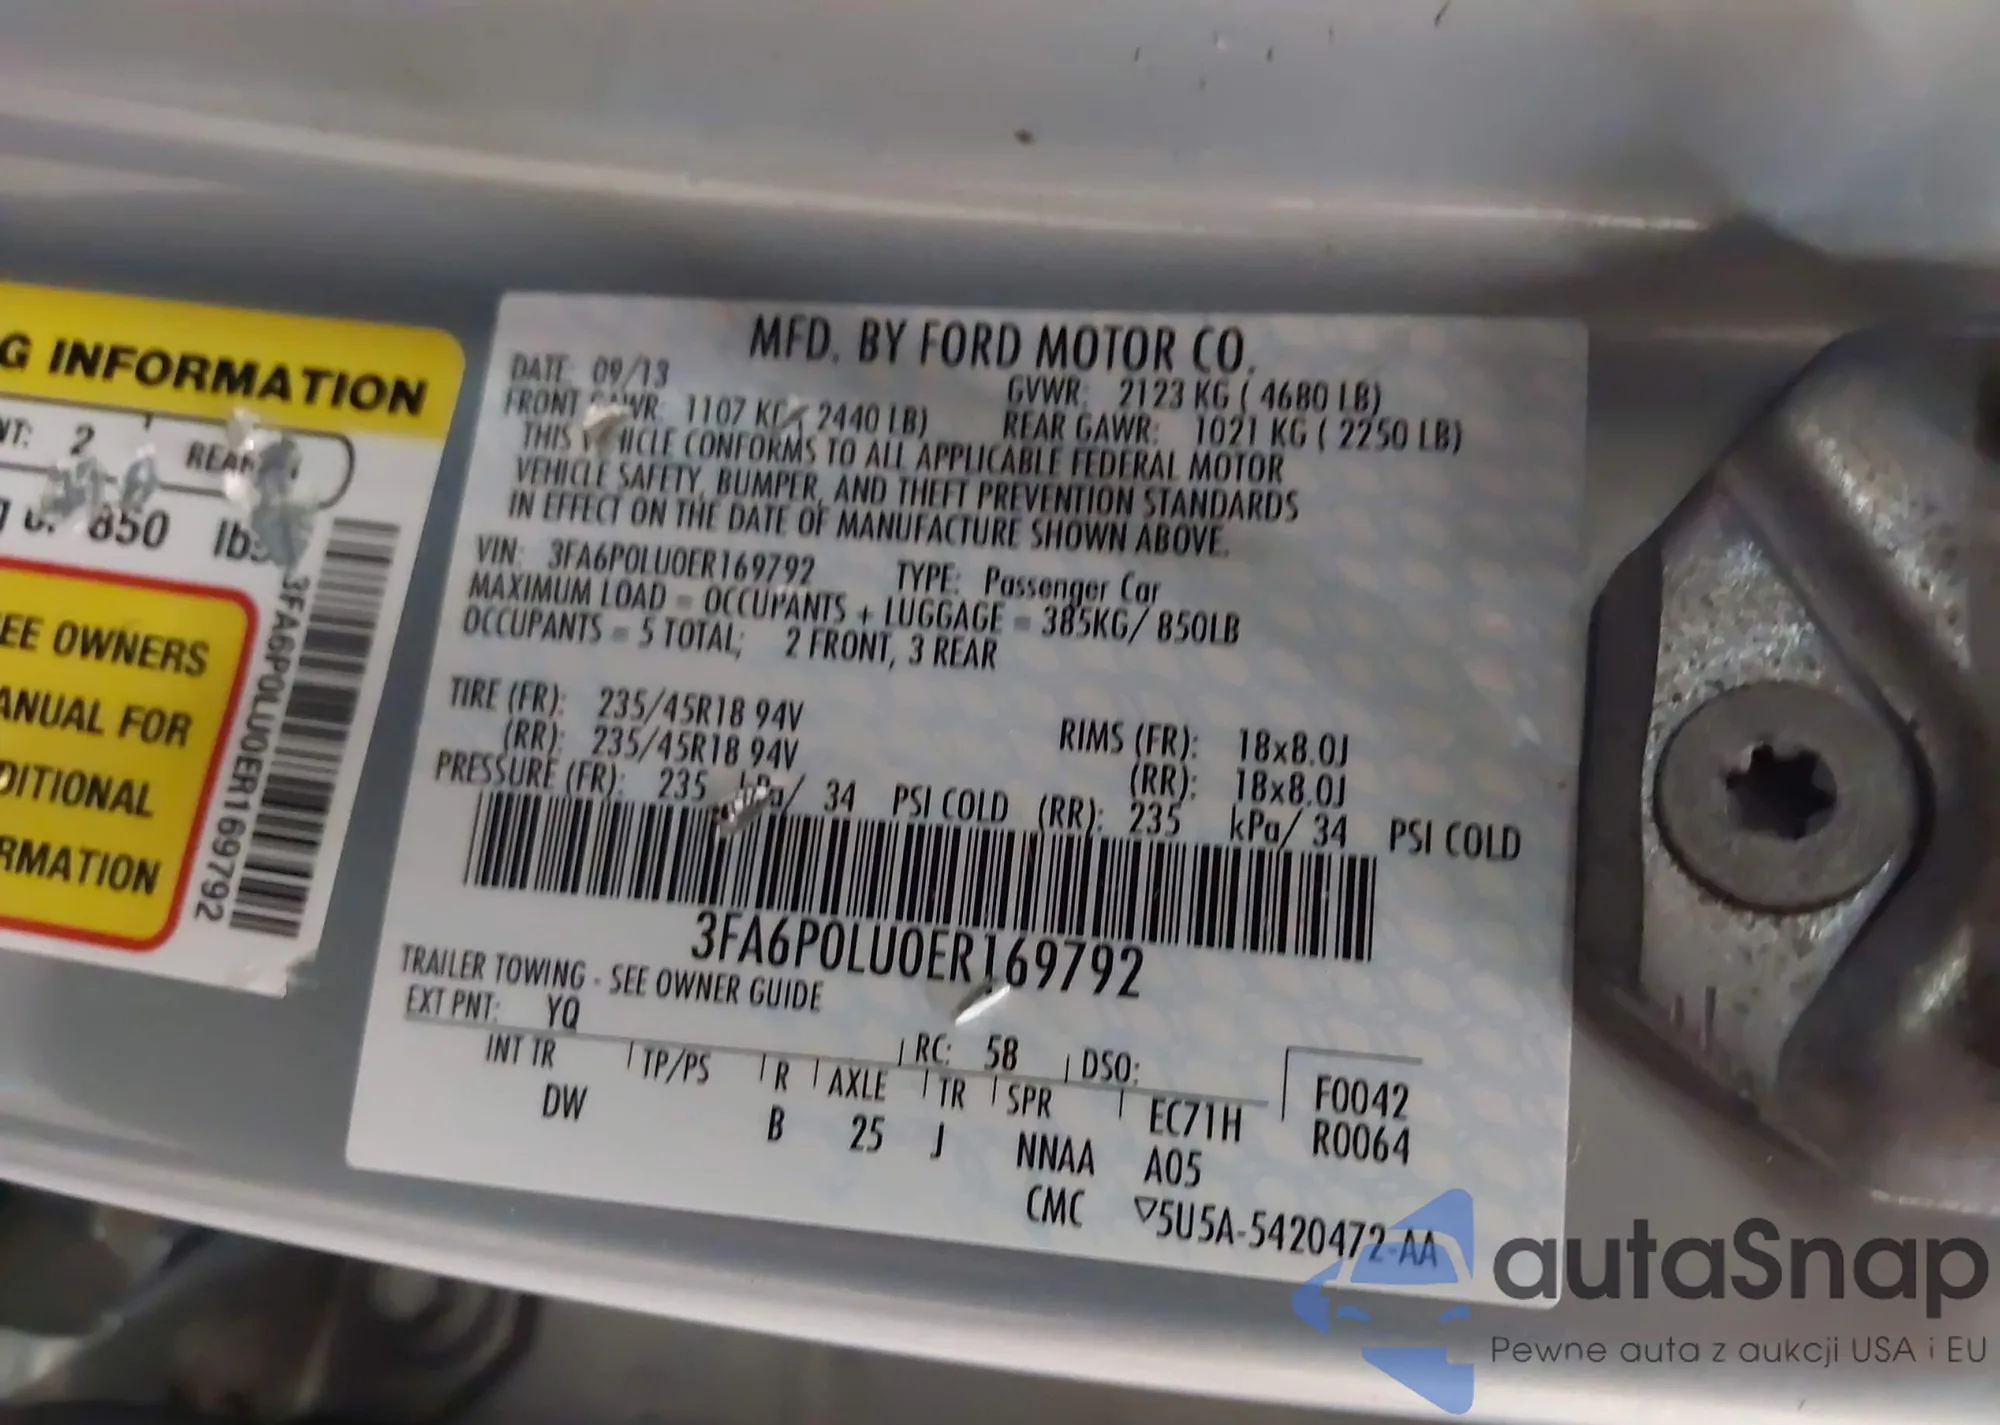 G INFORMATION
NT: 2 REAR
850 lbs
EE OWNERS
ANUAL FOR
DITIONAL
RMATION
3FA6P0LU0ER169792
MFD. BY FORD MOTOR CO.
DATE: 09/13 GVWR: 2123 KG ( 4680 LB)
FRONT GAWR: 1107 KG ( 2440 LB) REAR GAWR: 1021 KG ( 2250 LB)
THIS VEHICLE CONFORMS TO ALL APPLICABLE FEDERAL MOTOR
VEHICLE SAFETY, BUMPER, AND THEFT PREVENTION STANDARDS
IN EFFECT ON THE DATE OF MANUFACTURE SHOWN ABOVE.
VIN: 3FA6P0LU0ER169792 TYPE: Passenger Car
MAXIMUM LOAD = OCCUPANTS + LUGGAGE = 385KG/ 850LB
OCCUPANTS = 5 TOTAL; 2 FRONT, 3 REAR
TIRE (FR): 235/45R18 94V RIMS (FR): 18x8.0J
(RR): 235/45R18 94V (RR): 18x8.0J
PRESSURE (FR): 235 kPa/ 34 PSI COLD (RR): 235 kPa/ 34 PSI COLD
3FA6P0LU0ER169792
TRAILER TOWING - SEE OWNER GUIDE
EXT PNT: YQ RC: 58 DSO: F0042
INT TR TP/PS R AXLE TR SPR EC71H R0064
DW B 25 J NNAA A05
CMC ▽5U5A-5420472-AA
autaSnap
Pewne auta z aukcji USA i EU